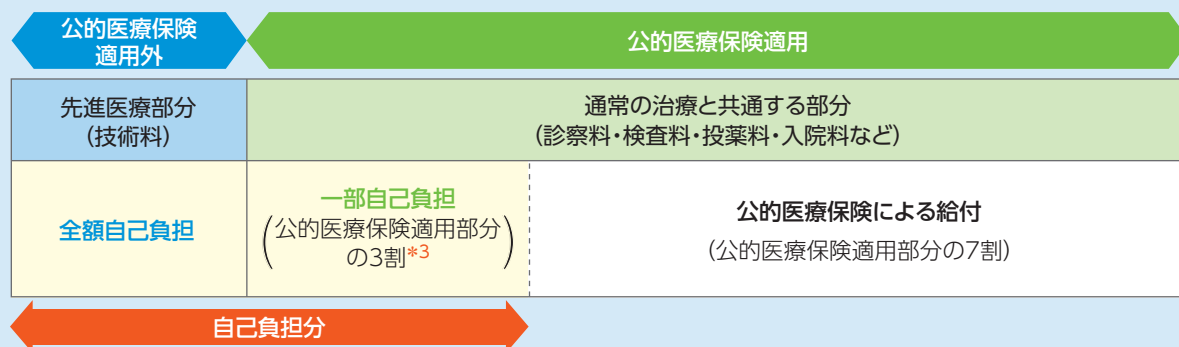 公的医療保険
適用外
公的医療保険適用
先進医療部分
(技術料)
通常の治療と共通する部分
(診察料・検査料・投薬料・入院料など)
全額自己負担
一部自己負担
(公的医療保険適用部分
の3割*3)
公的医療保険による給付
(公的医療保険適用部分の7割)
自己負担分